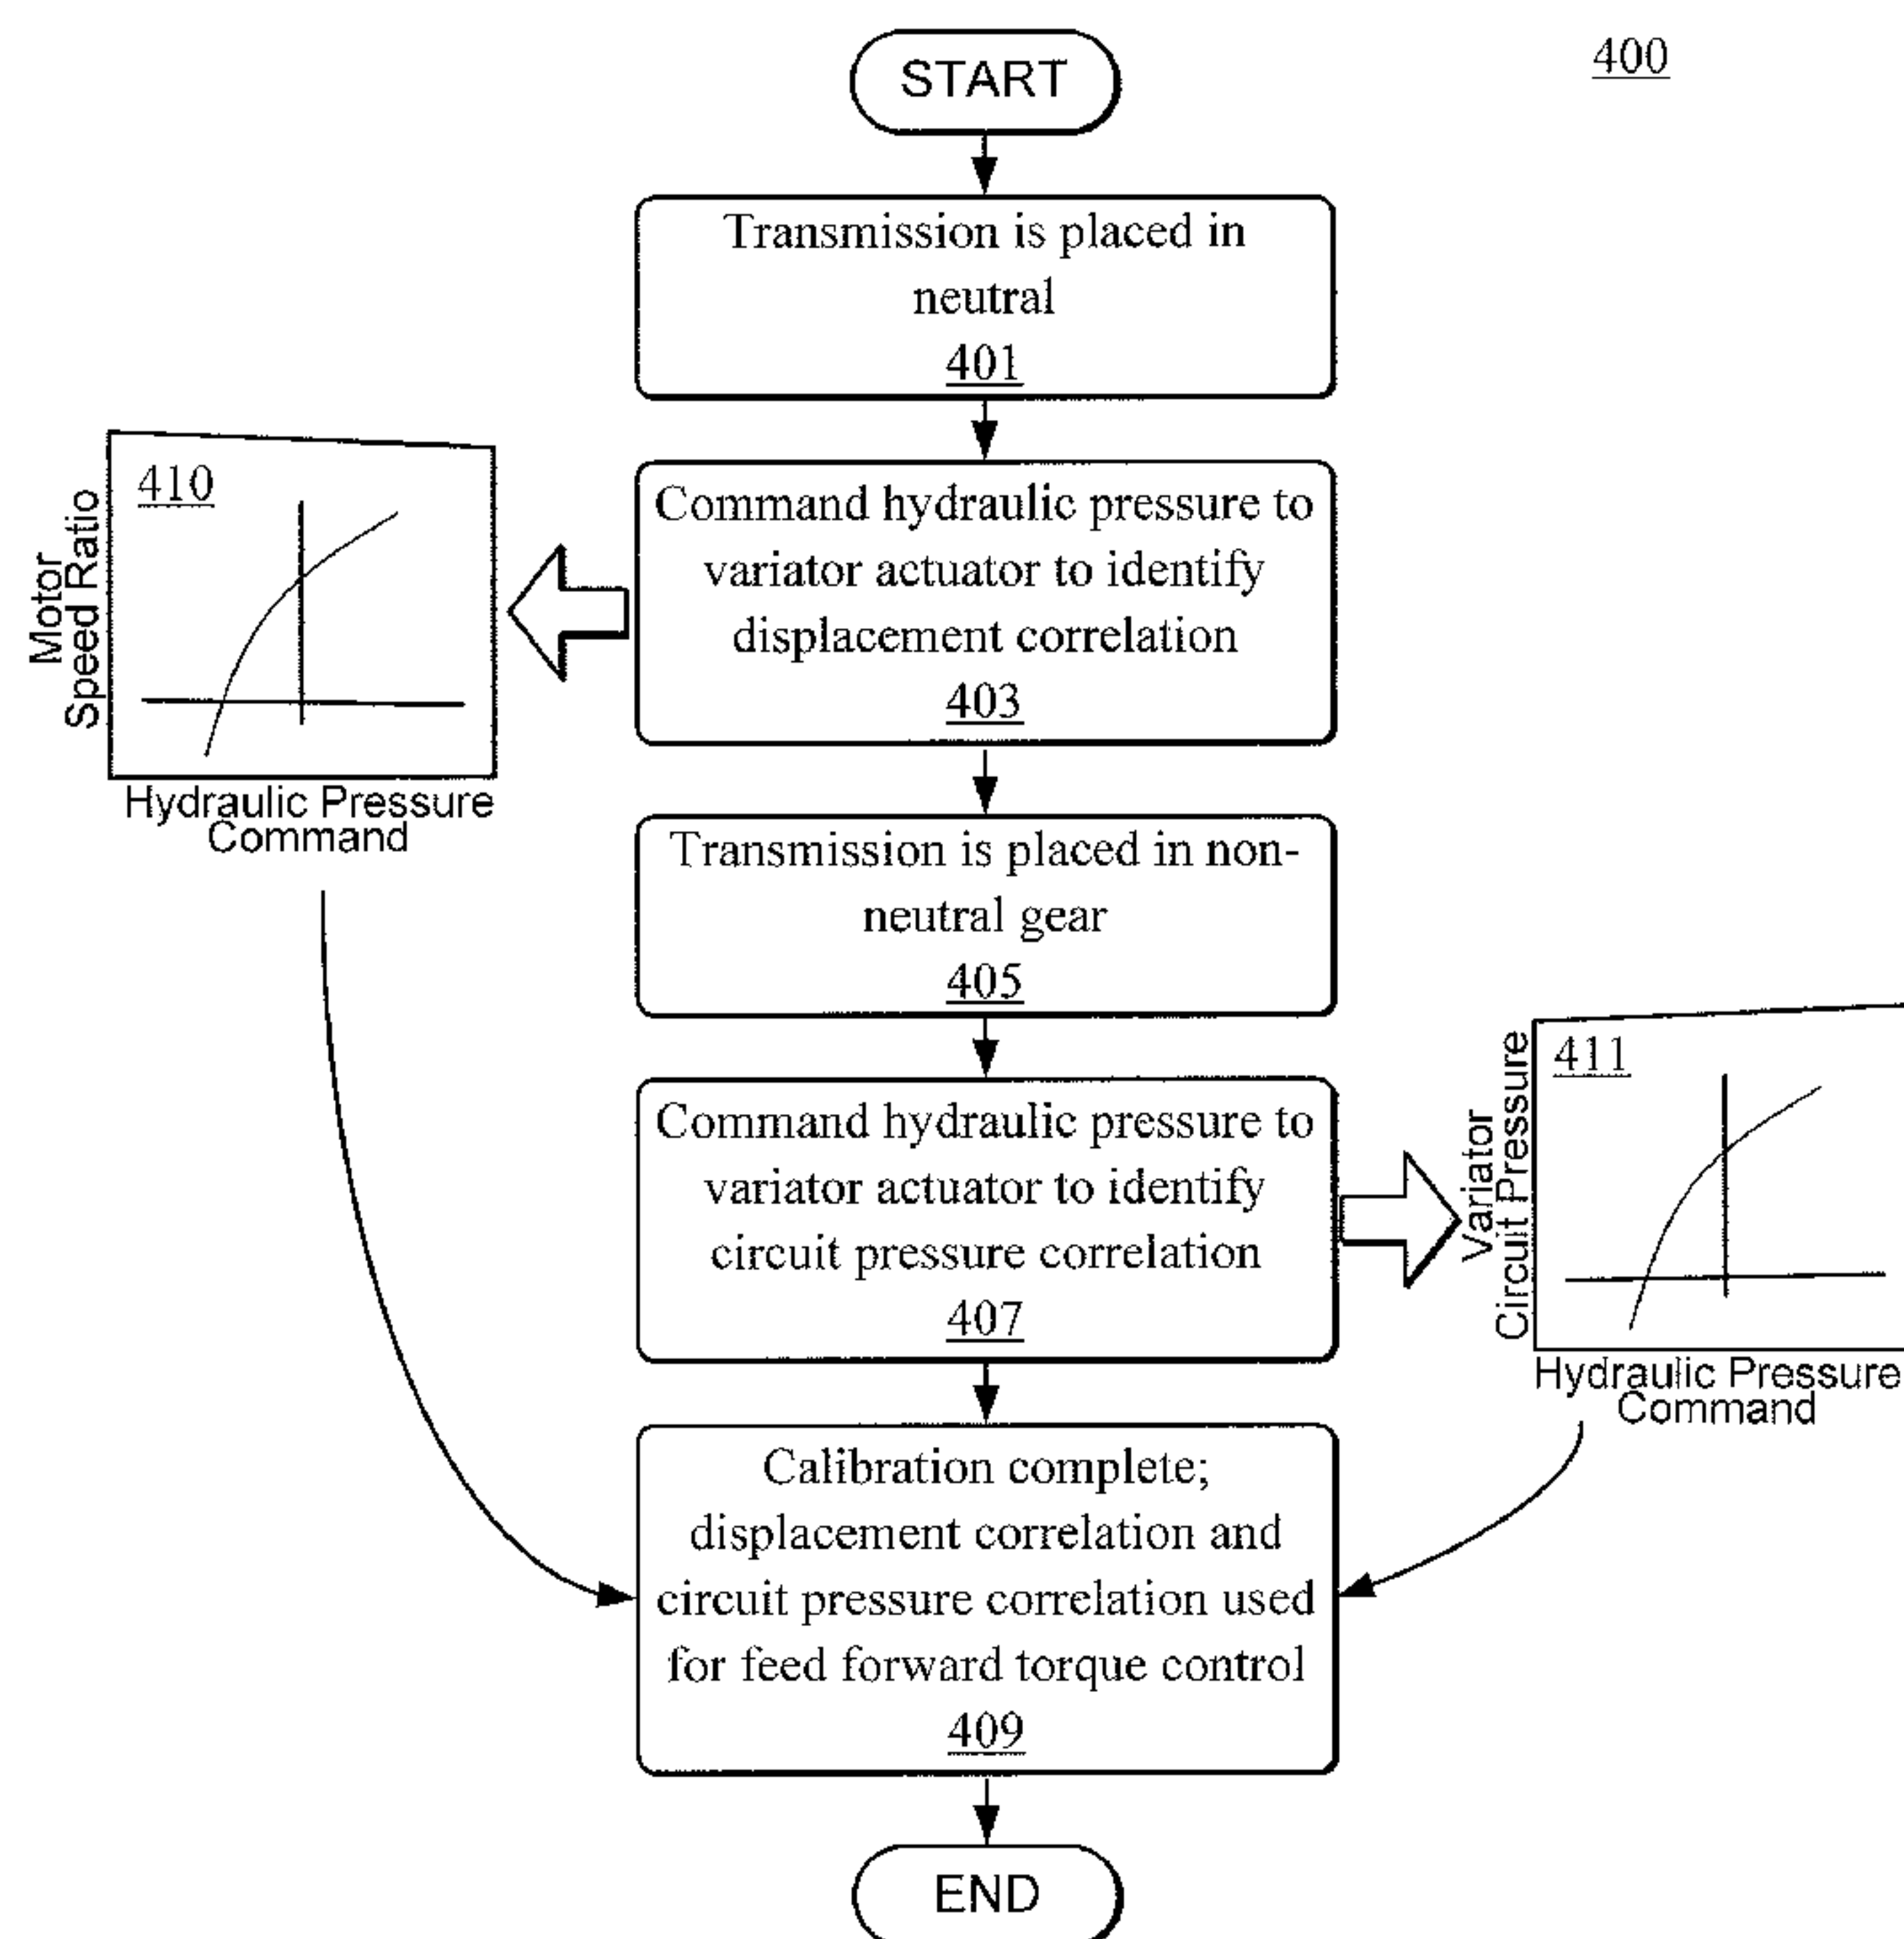 400
START
Transmission is placed in
neutral
401
410
Motor
Speed Ratio
Hydraulic Pressure
Command
Command hydraulic pressure to
variator actuator to identify
displacement correlation
403
Transmission is placed in non-
neutral gear
405
Command hydraulic pressure to
variator actuator to identify
circuit pressure correlation
407
411
Variator
Circuit Pressure
Hydraulic Pressure
Command
Calibration complete;
displacement correlation and
circuit pressure correlation used
for feed forward torque control
409
END